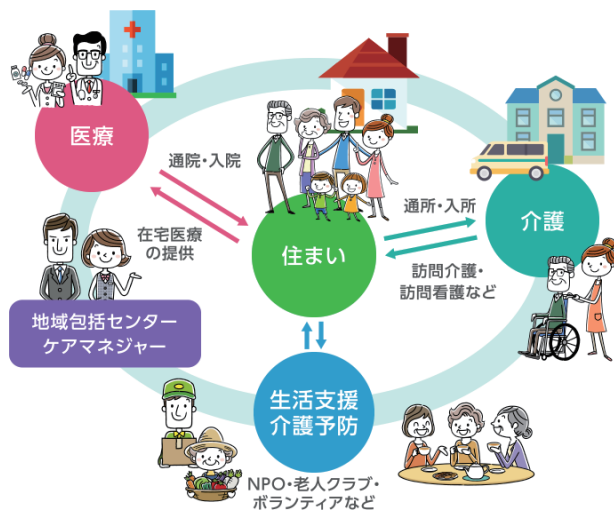 医療
通院・入院
在宅医療
の提供
住まい
通所・入所
介護
訪問介護・
訪問看護など
地域包括センター
ケアマネジャー
生活支援
介護予防
NPO・老人クラブ・
ボランティアなど